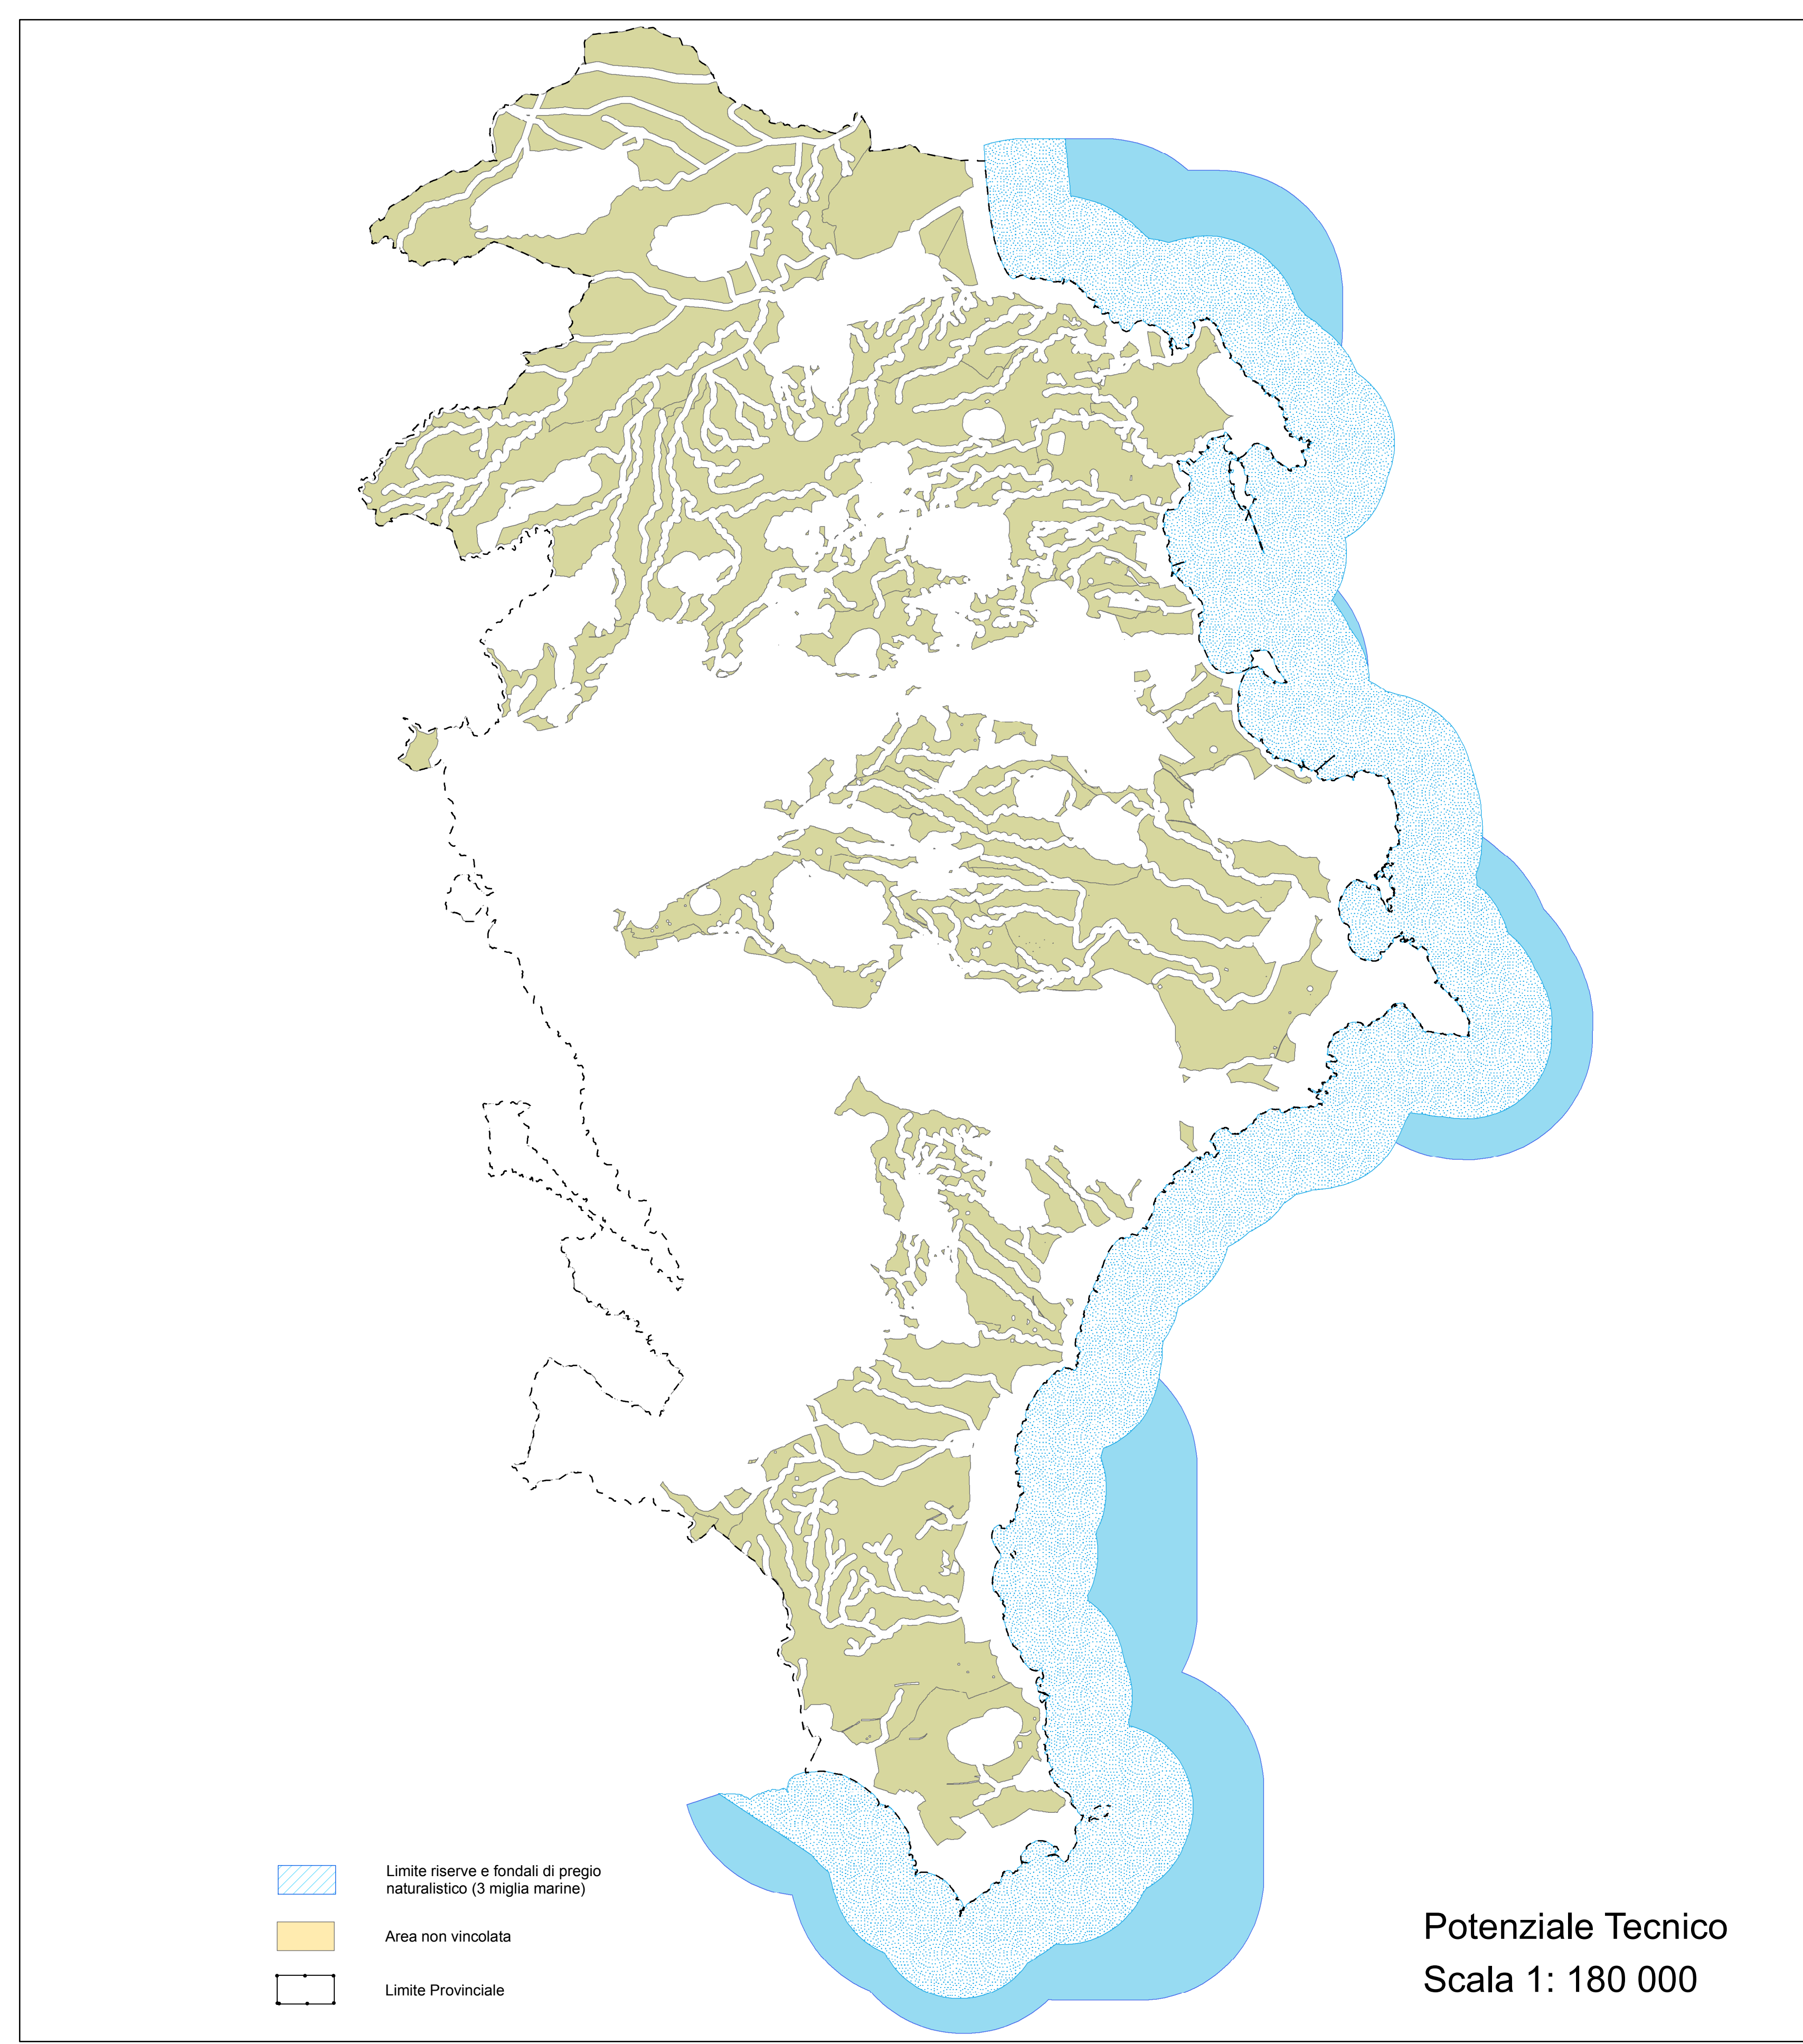 Limite riserve e fondali di pregio
naturalistico (3 miglia marine)
Area non vincolata
Limite Provinciale
Potenziale Tecnico
Scala 1: 180 000